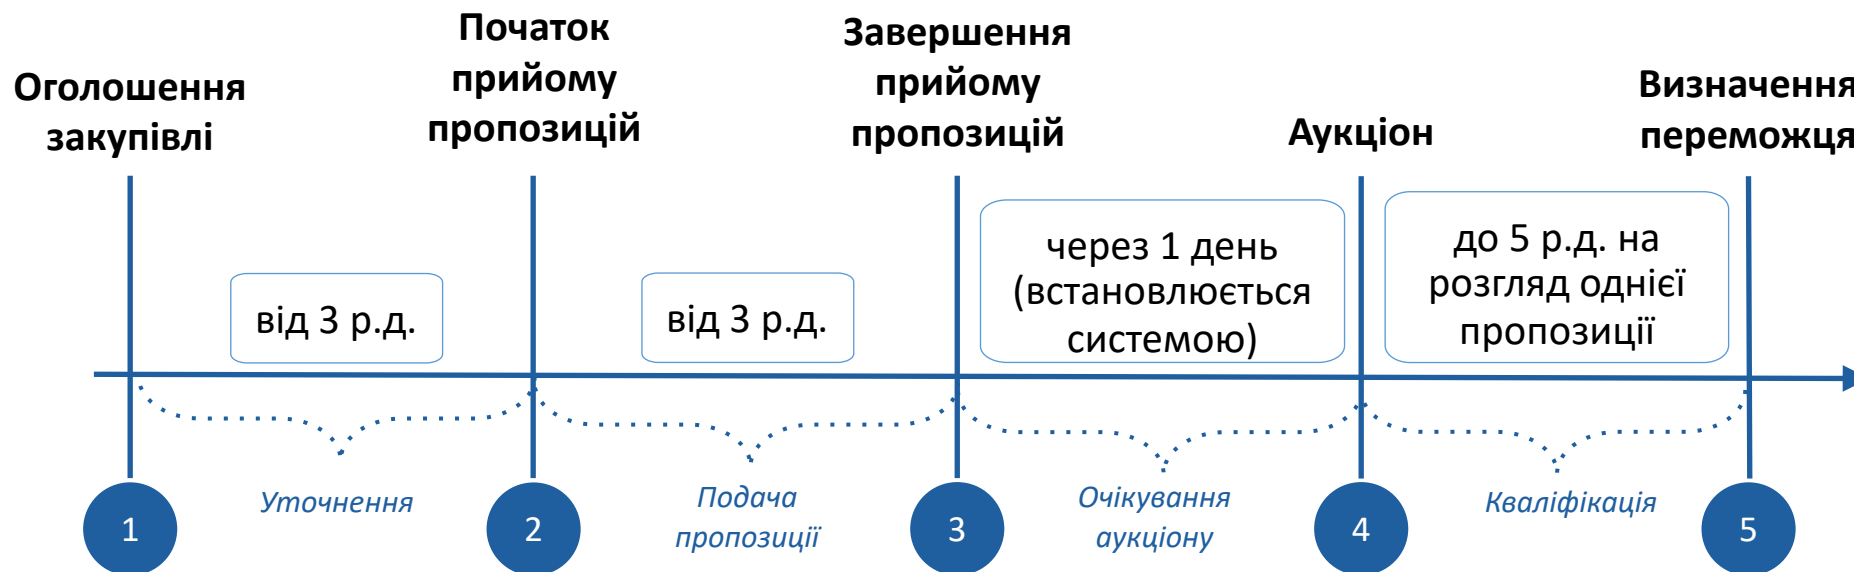 Оголошення
закупівлі
Початок
прийому
пропозицій
Завершення
прийому
пропозицій
Аукціон
Визначення
переможця
від 3 р.д.
від 3 р.д.
через 1 день
(встановлюється
системою)
до 5 р.д. на
розгляд однієї
пропозиції
Уточнення
Подача
пропозиції
Очікування
аукціону
Кваліфікація
1
2
3
4
5